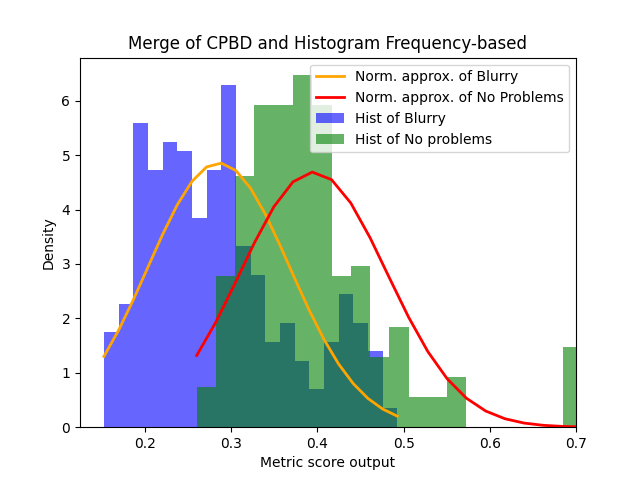 Merge of CPBD and Histogram Frequency-based
Norm. approx. of Blurry
Norm. approx. of No Problems
Hist of Blurry
Hist of No problems
Density
6
5
4
3
2
1
0
0.2 0.3 0.4 0.5 0.6 0.7
Metric score output